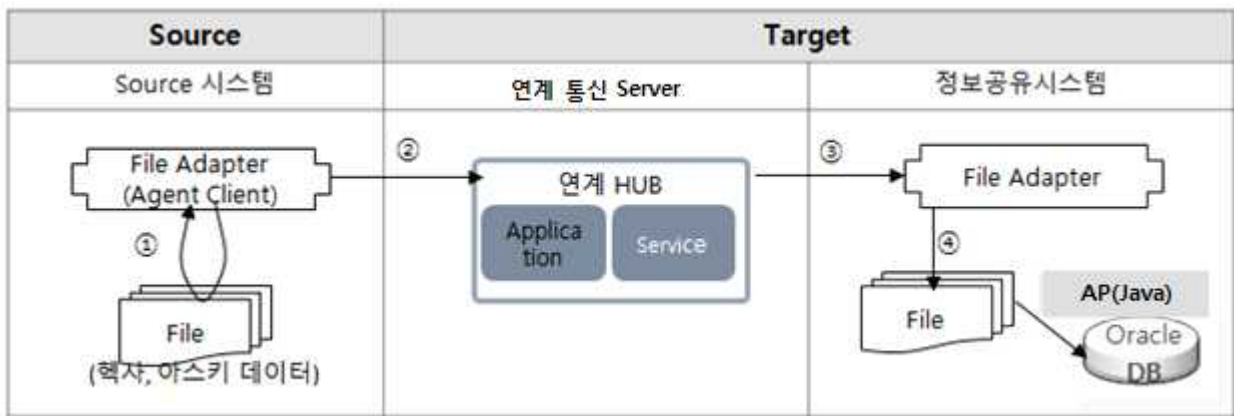 Source
Target
Source 시스템
연계 통신 Server
정보공유시스템
File Adapter
(Agent Client)
①
File
(헥사, 아스키 데이터)
②
연계 HUB
Applica
tion
Service
③
File Adapter
④
File
AP(Java)
Oracle
DB